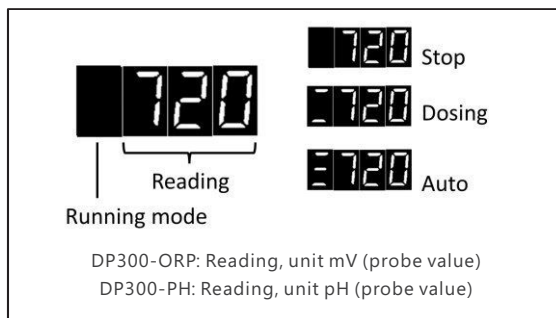 720
Reading
Running mode
720 Stop
720 Dosing
720 Auto
DP300-ORP: Reading, unit mV (probe value)
DP300-PH: Reading, unit pH (probe value)